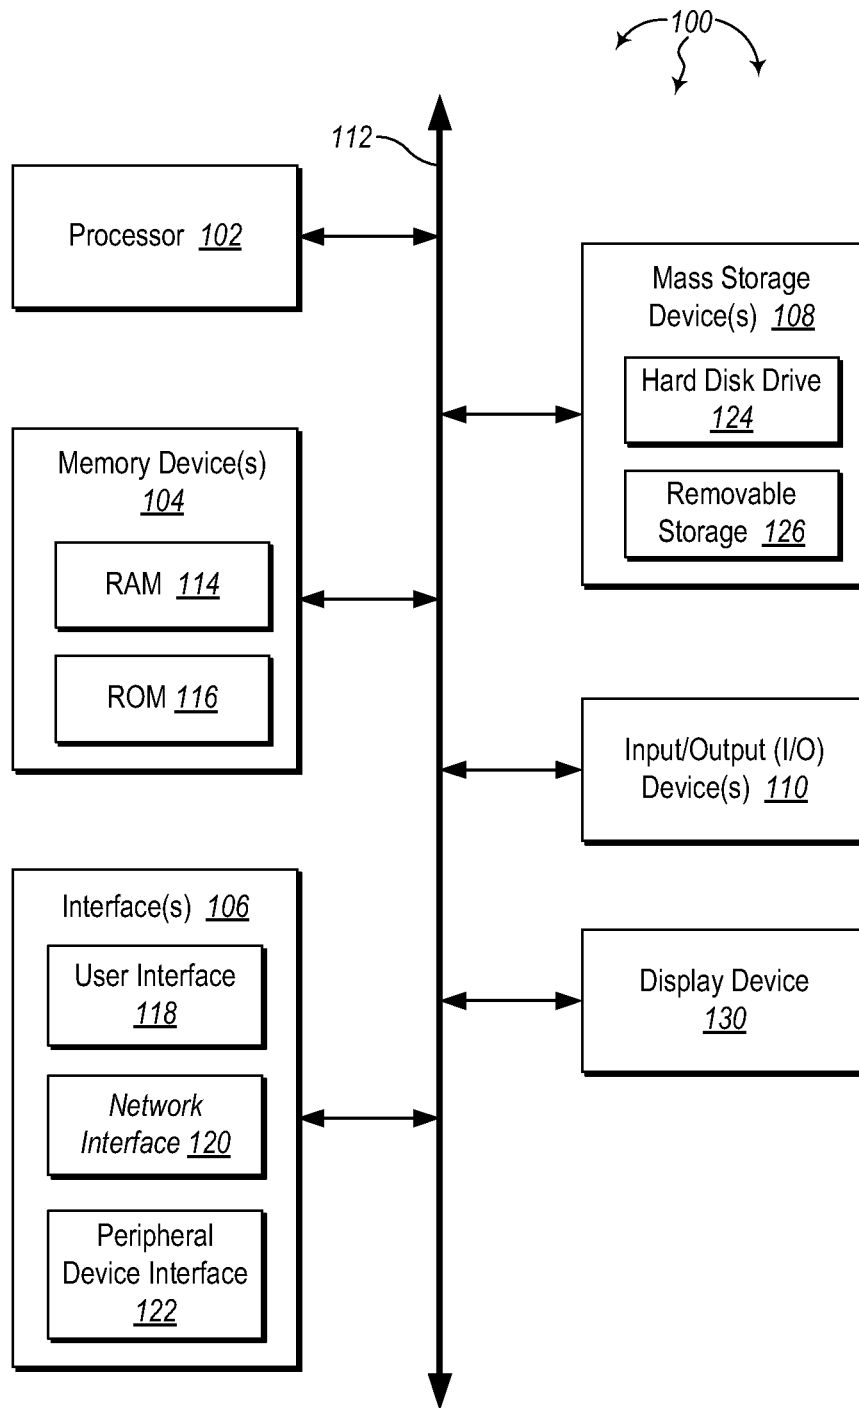 100
112
Processor 102
Mass Storage
Device(s) 108
Hard Disk Drive
124
Removable
Storage 126
Memory Device(s)
104
RAM 114
ROM 116
Input/Output (I/O)
Device(s) 110
Interface(s) 106
User Interface
118
Network
Interface 120
Peripheral
Device Interface
122
Display Device
130